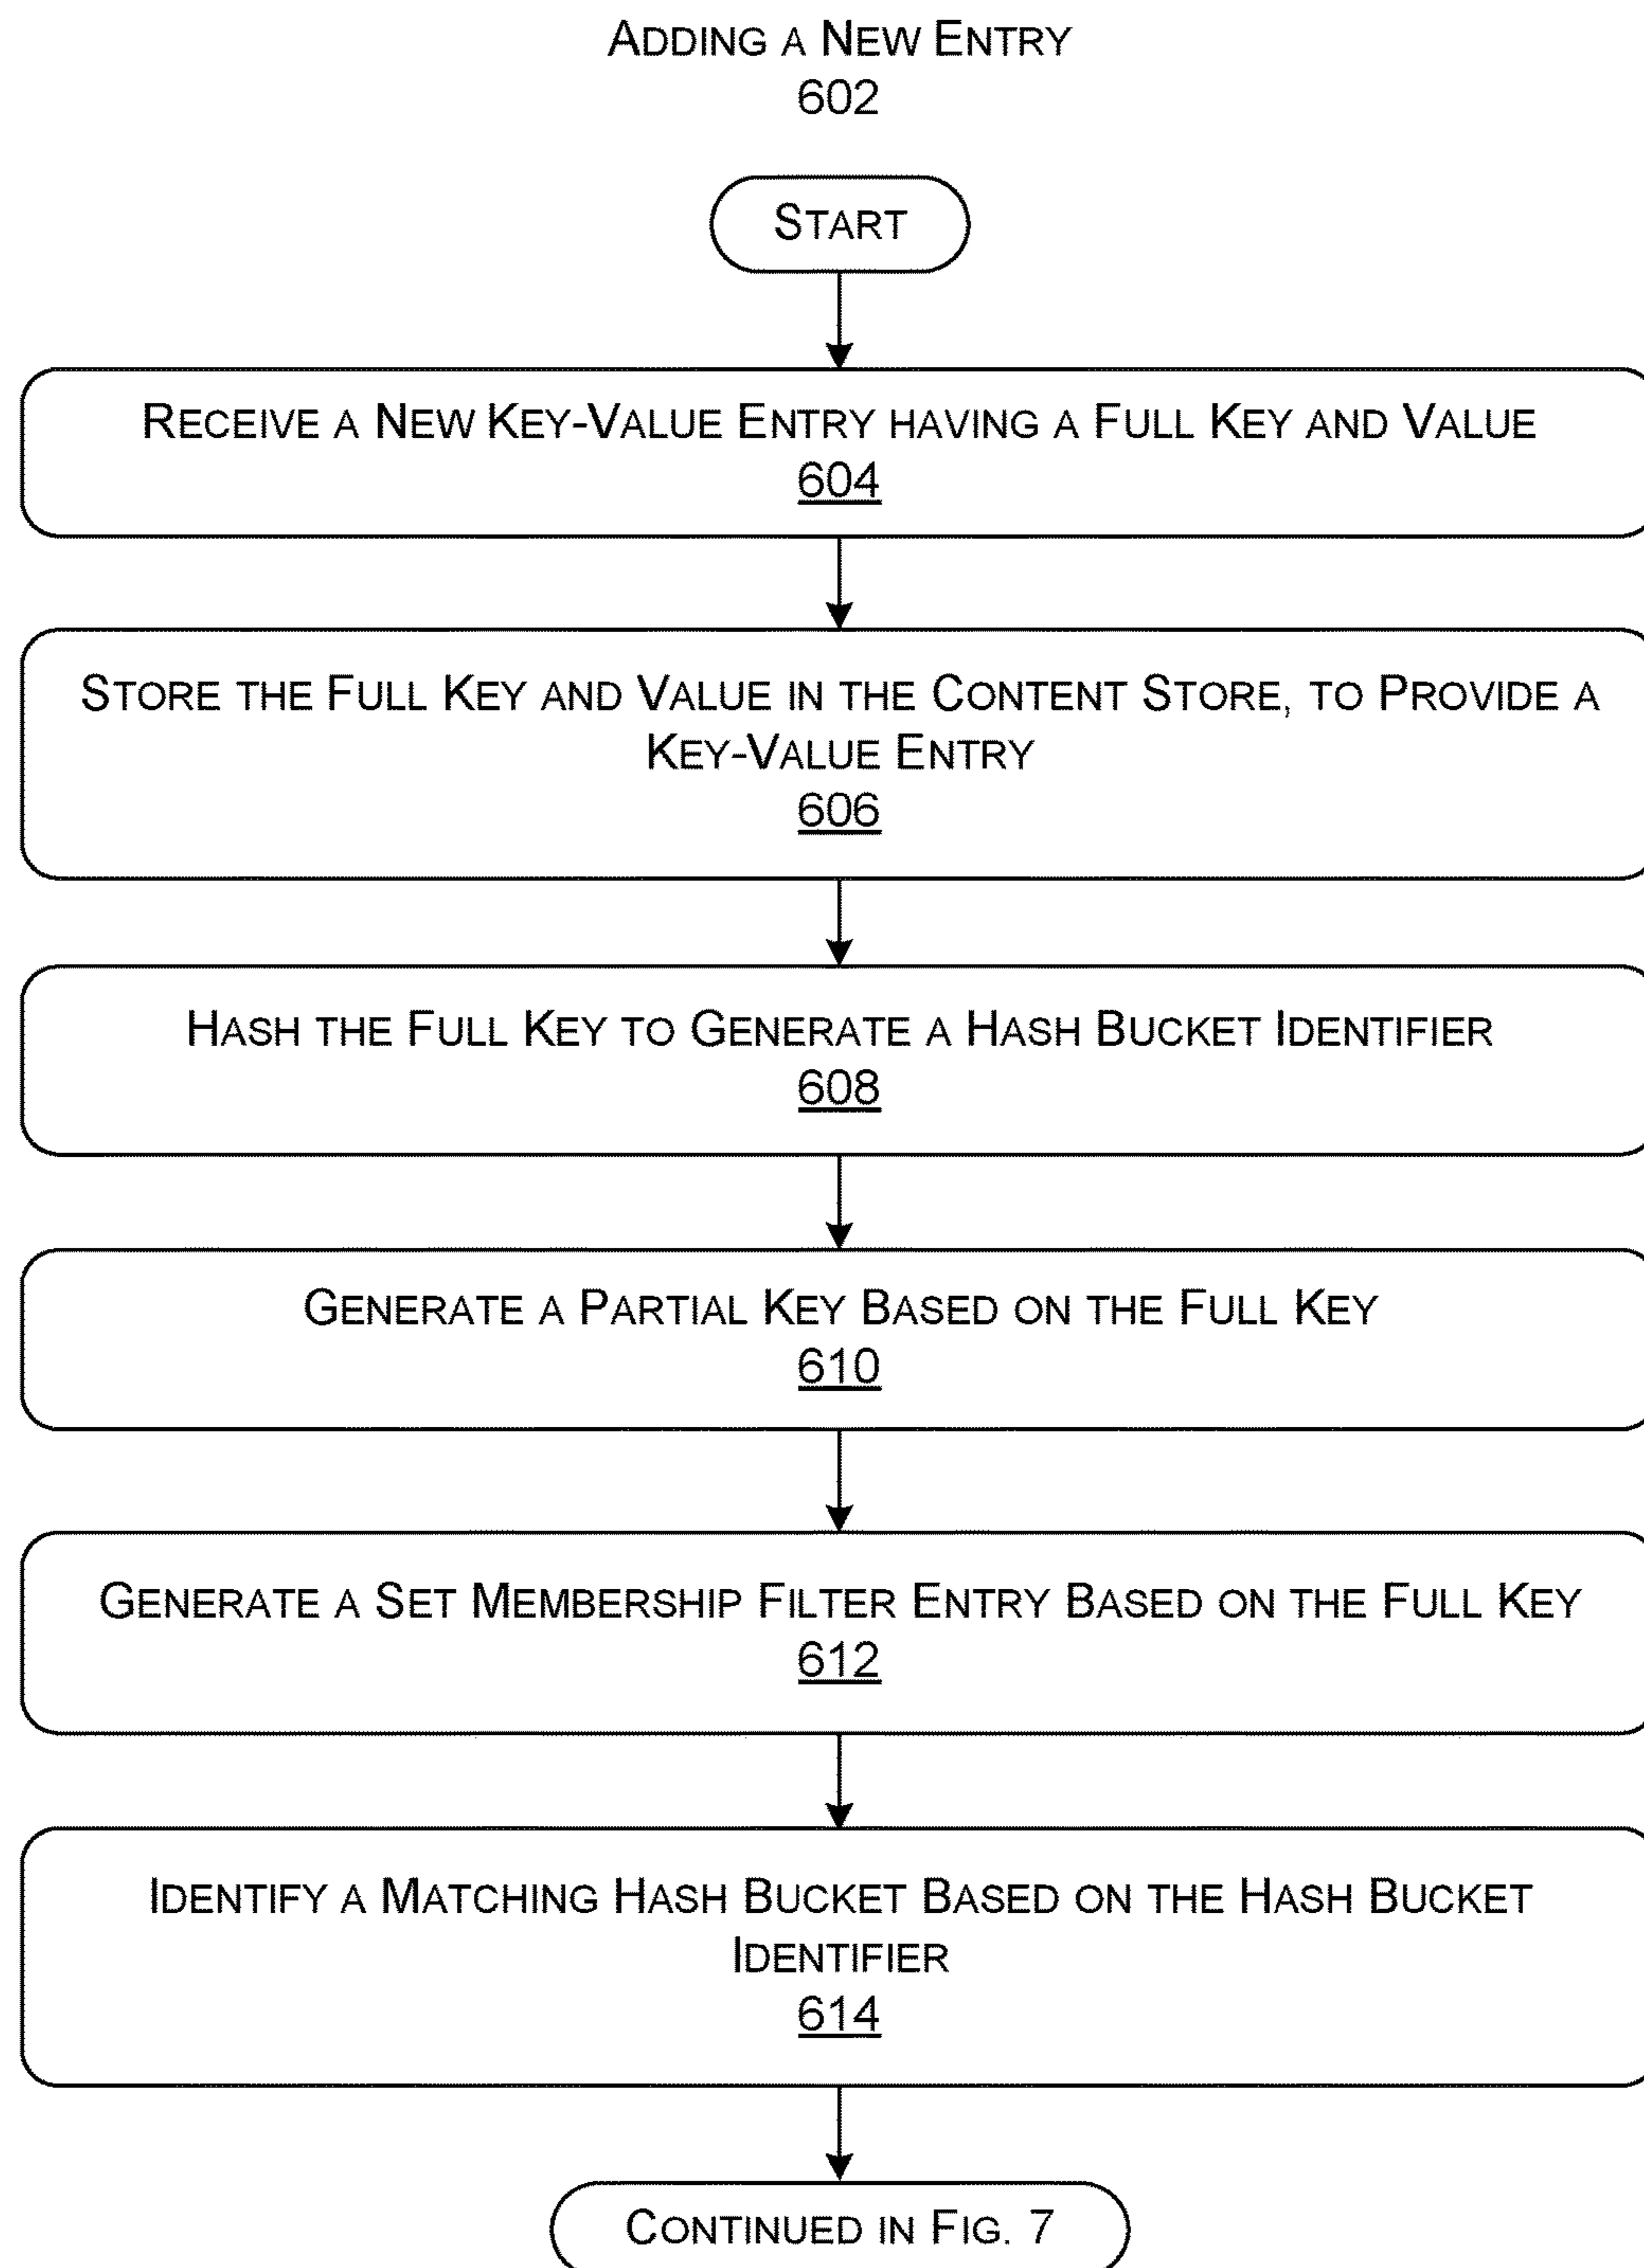 ADDING A NEW ENTRY
602
START
RECEIVE A NEW KEY-VALUE ENTRY HAVING A FULL KEY AND VALUE
604
STORE THE FULL KEY AND VALUE IN THE CONTENT STORE, TO PROVIDE A
KEY-VALUE ENTRY
606
HASH THE FULL KEY TO GENERATE A HASH BUCKET IDENTIFIER
608
GENERATE A PARTIAL KEY BASED ON THE FULL KEY
610
GENERATE A SET MEMBERSHIP FILTER ENTRY BASED ON THE FULL KEY
612
IDENTIFY A MATCHING HASH BUCKET BASED ON THE HASH BUCKET
IDENTIFIER
614
CONTINUED IN FIG. 7